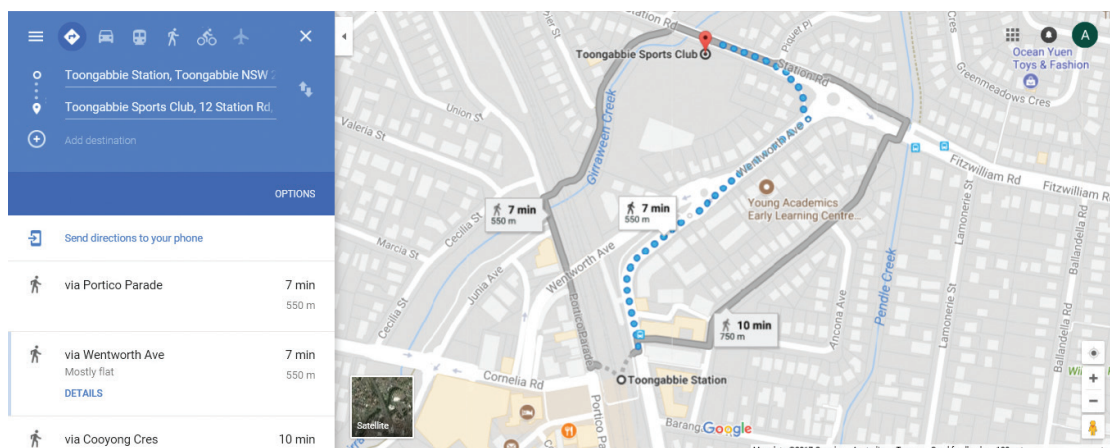 Toongabbie Station, Toongabbie NSW
Toongabbie Sports Club, 12 Station Rd,
Add destination
OPTIONS
Send directions to your phone
via Portico Parade 7 min
550 m
via Wentworth Ave 7 min
Mostly flat 550 m
DETAILS
via Cooyong Cres 10 min
Toongabbie Sports Club
Station Rd
Piquet Pl
A
Ocean Yuen
Toys & Fashion
Greenmeadows Cres
Union St
Valeria St
Girraween Creek
Wentworth Ave
Fitzwilliam Rd
Fitzwilliam R
Young Academics
Early Learning Centre...
7 min
550 m
7 min
550 m
Marcia St
Cecilia St
Junia Ave
Wentworth Ave
Cecilia St
Portico Parade
10 min
750 m
Ancona Ave
Pendle Creek
Lamonerie St
Lamonerie St
Ballandella Rd
Ballandella Rd
Toongabbie Station
Cornelia Rd
Portico P
Barang
Google
Satellite